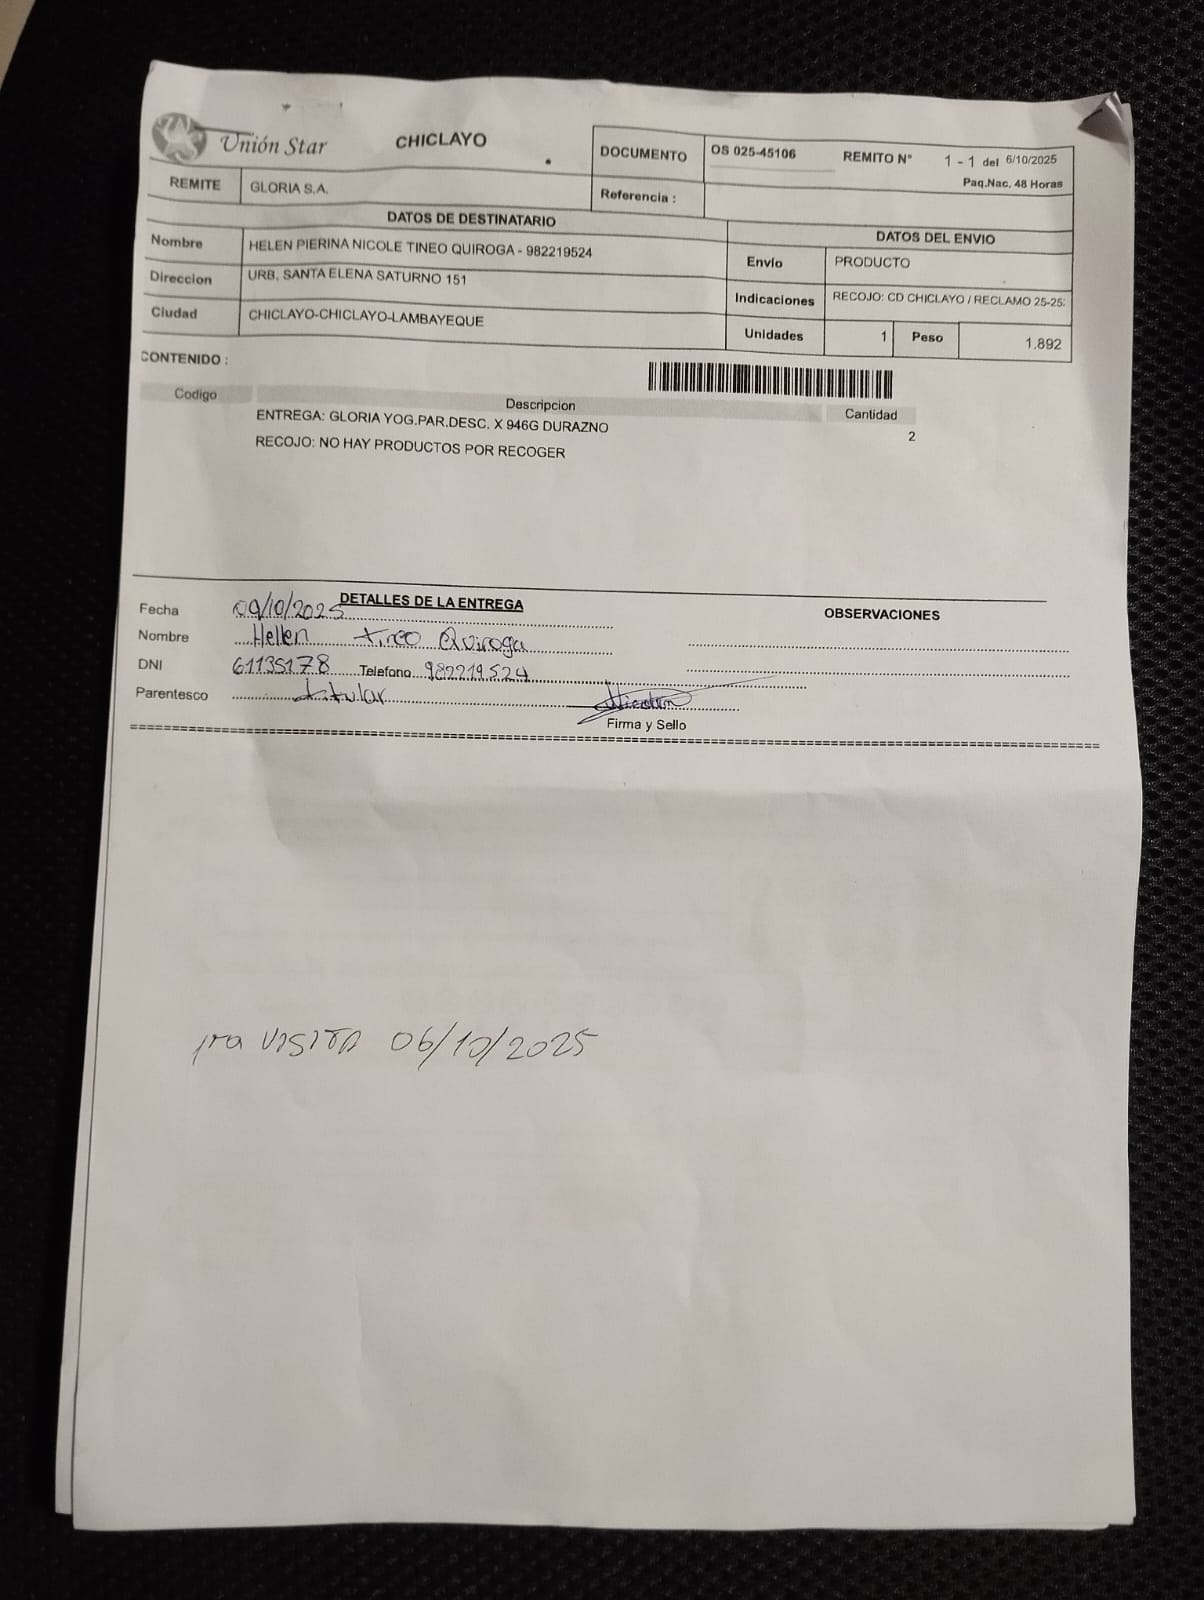 Unión Star
CHICLAYO
DOCUMENTO OS 025-45106 REMITO N° 1 - 1 del 6/10/2025
Paq.Nac. 48 Horas
REMITE GLORIA S.A.
Referencia :
DATOS DE DESTINATARIO
Nombre HELEN PIERINA NICOLE TINEO QUIROGA - 982219524
Direccion URB. SANTA ELENA SATURNO 151
Ciudad CHICLAYO-CHICLAYO-LAMBAYEQUE
DATOS DEL ENVIO
Envío PRODUCTO
Indicaciones RECOJO: CD CHICLAYO / RECLAMO 25-25
Unidades 1 Peso 1.892
CONTENIDO :
Codigo Descripcion Cantidad
ENTREGA: GLORIA YOG.PAR.DESC. X 946G DURAZNO 2
RECOJO: NO HAY PRODUCTOS POR RECOGER
DETALLES DE LA ENTREGA
OBSERVACIONES
Fecha 09/10/2025
Nombre Hellen Tineo Quiroga
DNI 61135178 Telefono 982219524
Parentesco titular
Firma y Sello
1ra VISITA 06/10/2025